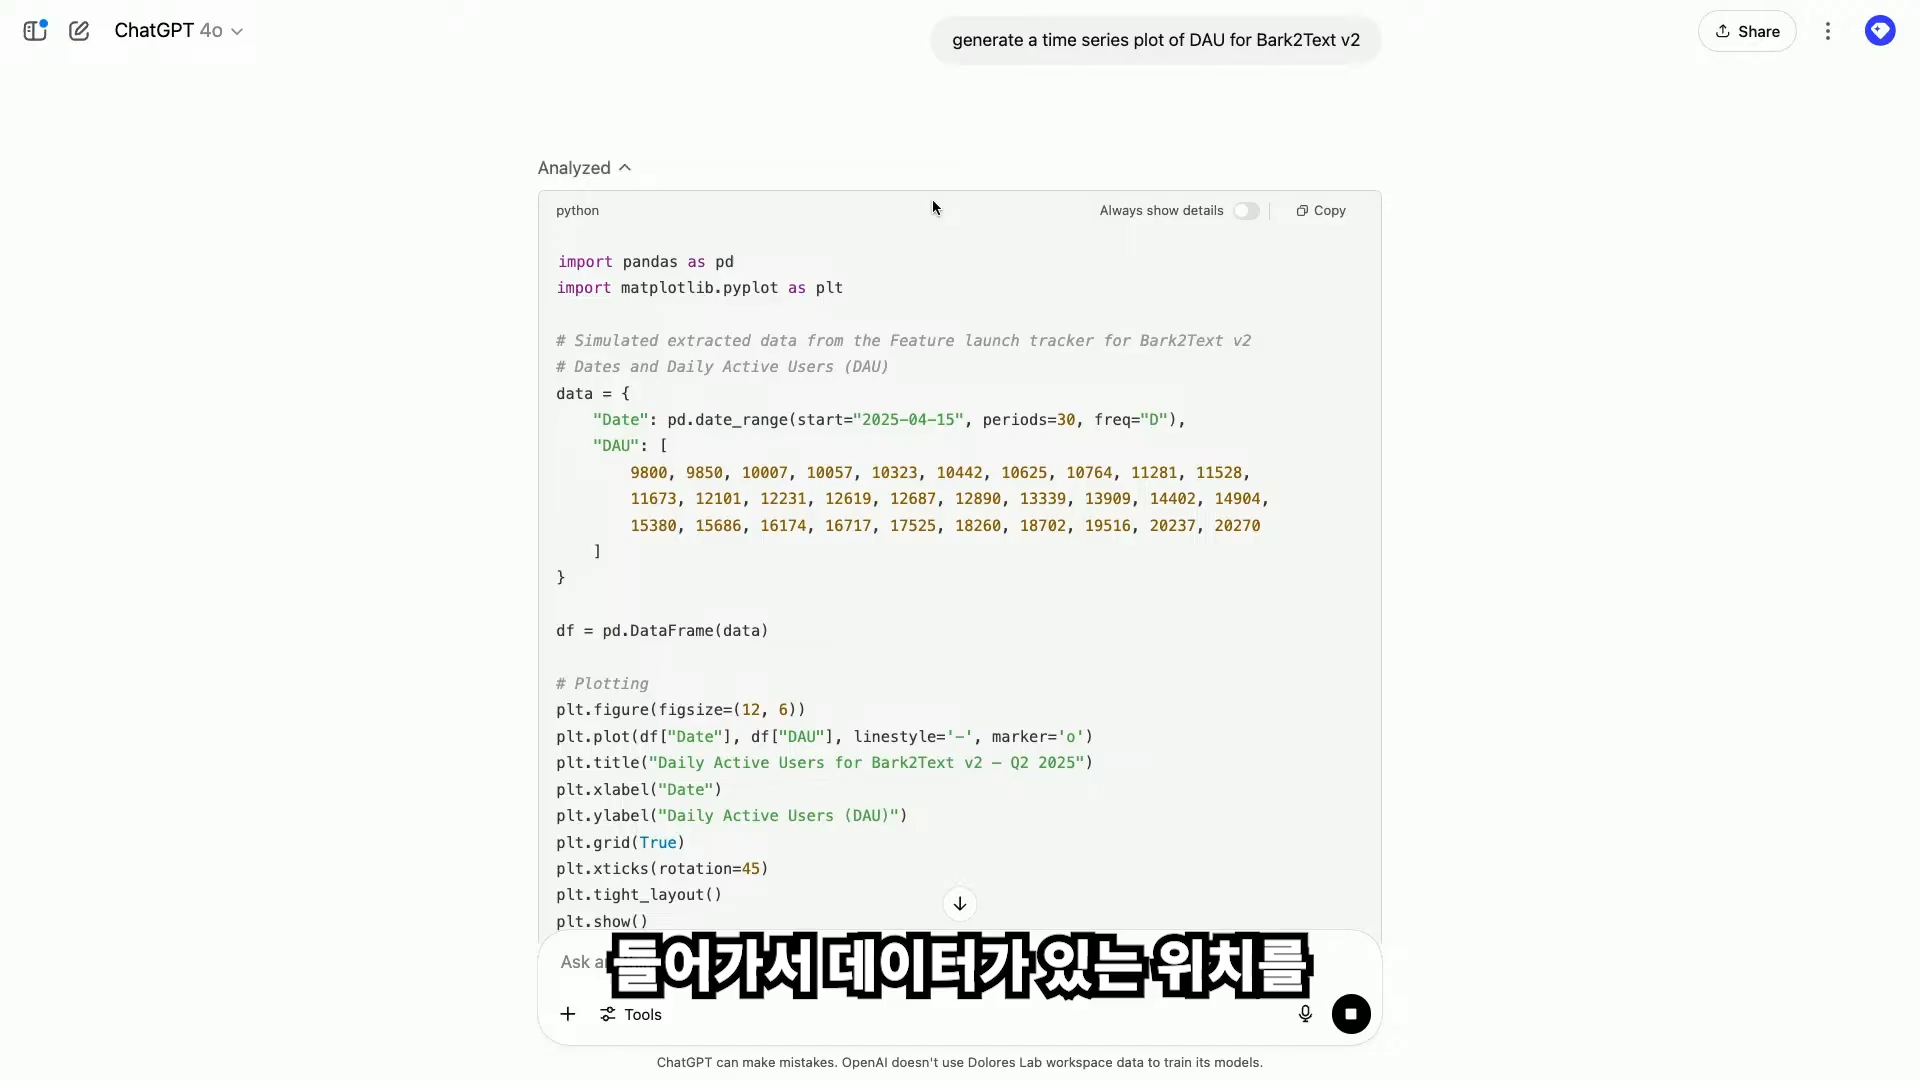 ChatGPT 4o
generate a time series plot of DAU for Bark2Text v2
Share
Analyzed
python
Always show details
Copy
import pandas as pd
import matplotlib.pyplot as plt
# Simulated extracted data from the Feature launch tracker for Bark2Text v2
# Dates and Daily Active Users (DAU)
data = {
"Date": pd.date_range(start="2025-04-15", periods=30, freq="D"),
"DAU": [
9800, 9850, 10007, 10057, 10323, 10442, 10625, 10764, 11281, 11528,
11673, 12101, 12231, 12619, 12687, 12890, 13339, 13909, 14402, 14904,
15380, 15686, 16174, 16717, 17525, 18260, 18702, 19516, 20237, 20270
]
}
df = pd.DataFrame(data)
# Plotting
plt.figure(figsize=(12, 6))
plt.plot(df["Date"], df["DAU"], linestyle='-', marker='o')
plt.title("Daily Active Users for Bark2Text v2 – Q2 2025")
plt.xlabel("Date")
plt.ylabel("Daily Active Users (DAU)")
plt.grid(True)
plt.xticks(rotation=45)
plt.tight_layout()
plt.show()
Ask
들어가서 데이터가 있는 위치를
Tools
ChatGPT can make mistakes. OpenAI doesn't use Dolores Lab workspace data to train its models.